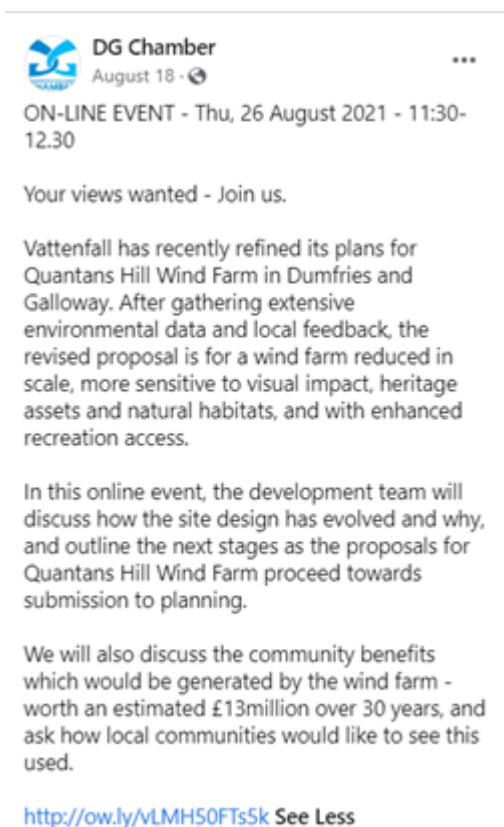 DG Chamber
August 18 ·
ON-LINE EVENT - Thu, 26 August 2021 - 11:30-
12.30
Your views wanted - Join us.
Vattenfall has recently refined its plans for
Quantans Hill Wind Farm in Dumfries and
Galloway. After gathering extensive
environmental data and local feedback, the
revised proposal is for a wind farm reduced in
scale, more sensitive to visual impact, heritage
assets and natural habitats, and with enhanced
recreation access.
In this online event, the development team will
discuss how the site design has evolved and why,
and outline the next stages as the proposals for
Quantans Hill Wind Farm proceed towards
submission to planning.
We will also discuss the community benefits
which would be generated by the wind farm -
worth an estimated £13million over 30 years, and
ask how local communities would like to see this
used.
http://ow.ly/vLMH50FTs5k See Less